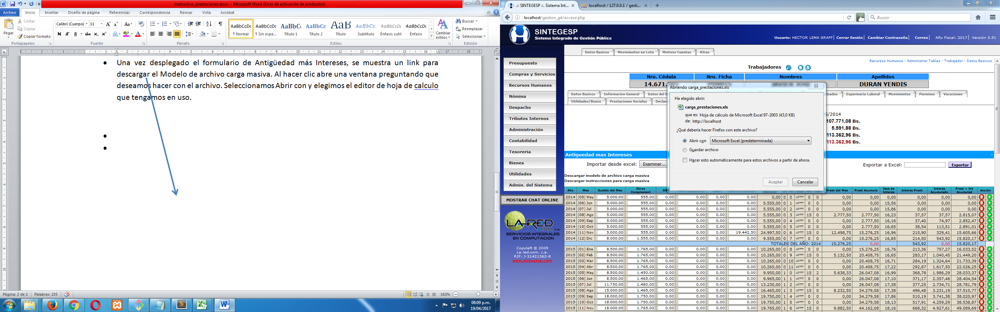 instructivo_prestaciones.docx - Microsoft Word (Error de activación de productos)
Archivo Inicio Insertar Diseño de página Referencias Correspondencia Revisar Vista Acrobat
Pegar
Cortar
Copiar
Copiar formato
Portapapeles
Calibri (Cuerpo) 11
Fuente
Párrafo
AaBbCcDc AaBbCcDc AaBbC AaBbCc AaB AaBbCc. AaBbCcDc AaBbCcDc
¶ Normal ¶ Sin espa... Título 1 Título 2 Título Subtítulo Énfasis sutil Énfasis
Estilos
Cambiar estilos
Buscar
Reemplazar
Seleccionar
Edición
• Una vez desplegado el formulario de Antigüedad más Intereses, se muestra un link para
descargar el Modelo de archivo carga masiva. Al hacer clic abre una ventana preguntando que
deseamos hacer con el archivo. Seleccionamos Abrir con y elegimos el editor de hoja de calculo
que tengamos en uso.
•
•
Página: 2 de 2 Palabras: 235 163%
08:09 p.m.
19/04/2017
.:: SINTEGESP ::. Sistema Int... localhost / 127.0.0.1 / gesti...
localhost/gestion_git/acceso.php Buscar
SINTEGESP
Sistema Integrado de Gestión Pública
Usuario: HECTOR LEMA GRAFF| Cerrar Sesión| Cambiar Contraseña| Correo| Año Fiscal: 2017| Versión 3.51
Presupuesto
Compras y Servicios
Recursos Humanos
Nómina
Despacho
Tributos Internos
Administración
Contabilidad
Tesoreria
Bienes
Utilidades
Admin. del Sistema
MOSTRAR CHAT ONLINE
LA RED
.COM C.A.
SERVICIOS INTEGRALES
EN COMPUTACION
Copyleft © 2009
La red.com, c.a.
RIF: J-31421362-8
www.sintegesp.com
Datos Basicos Movimientos en Lote Motivos Cuentas Atras
Recursos Humanos - Administrar Tablas - Trabajador - Datos Basicos
Trabajadores
Nro. Cédula Nro. Ficha Nombres Apellidos
14.671. DURAN YENDIS
Datos Basicos Informacion General Experiencia Laboral Movimientos Permisos Vacaciones
Utilidades/Bonos Prestaciones Sociales
/2014
107.771,08 Bs.
5.591,88 Bs.
113.362,96 Bs.
113.362,96 Bs.
Abriendo carga_prestaciones.xls
Ha elegido abrir:
carga_prestaciones.xls
que es: Hoja de cálculo de Microsoft Excel 97-2003 (43,0 KB)
de: http://localhost
¿Qué debería hacer Firefox con este archivo?
Abrir con Microsoft Excel (predeterminada)
Guardar archivo
Hacer esto automáticamente para estos archivos a partir de ahora.
Aceptar Cancelar
Antiguedad mas Intereses -
Importar desde excel: Examinar... Exportar a Excel: Exportar
Descargar modelo de archivo carga masiva
Descargar instrucciones para carga masiva
Año Mes Sueldo del Mes Otros Complement Prest del Mes Prest Acumula Tasa de Interes Interes Prest. Interes Acumulado Prest + Int Acumulad Acción
2014 (05) May 5.000,00 555,00 0,00 0,00 0,00 0,00 0,00 0 0 LOTTT 0 0 0,00 0,00 0,00 0,00 0,00 0,00
2014 (06) Jun 5.000,00 555,00 0,00 0,00 0,00 0,00 5.555,00 0 1 LOTTT 0 0 0,00 0,00 15,56 0,00 0,00 0,00
2014 (07) Jul 5.000,00 555,00 0,00 0,00 0,00 0,00 5.555,00 0 2 LOTTT 0 0 0,00 0,00 15,86 0,00 0,00 0,00
2014 (08) Ago 5.000,00 555,00 0,00 0,00 0,00 0,00 5.555,00 0 3 LOTTT 15 0 2.777,50 2.777,50 16,23 37,57 37,57 2.815,07
2014 (09) Sep 5.000,00 555,00 0,00 0,00 0,00 0,00 5.555,00 0 4 LOTTT 0 0 0,00 2.777,50 16,16 37,40 74,97 2.852,47
2014 (10) Oct 5.000,00 555,00 0,00 0,00 0,00 0,00 5.555,00 0 5 LOTTT 0 0 0,00 2.777,50 16,65 38,54 113,51 2.891,01
2014 (11) Nov 5.000,00 555,00 0,00 0,00 0,00 19.442,50 24.997,50 0 6 LOTTT 15 0 12.498,75 15.276,25 16,96 215,90 329,41 15.605,66
2014 (12) Dic 8.000,00 1.555,00 0,00 0,00 0,00 0,00 9.555,00 0 7 LOTTT 0 0 0,00 15.276,25 16,85 214,50 543,92 15.820,17
TOTALES DEL AÑO: 2014 15.276,25 0,00 543,92 0,00 15.820,17
2015 (01) Ene 8.500,00 1.765,00 0,00 0,00 0,00 0,00 10.265,00 0 8 LOTTT 0 0 0,00 15.276,25 16,76 213,36 757,27 16.033,52
2015 (02) Feb 8.500,00 1.765,00 0,00 0,00 0,00 0,00 10.265,00 0 9 LOTTT 15 0 5.132,50 20.408,75 16,65 283,17 1.040,45 21.449,20
2015 (03) Mar 8.500,00 1.765,00 0,00 0,00 0,00 0,00 10.265,00 0 10 LOTTT 0 0 0,00 20.408,75 16,71 284,19 1.324,64 21.733,39
2015 (04) Abr 8.500,00 1.765,00 0,00 0,00 0,00 0,00 10.265,00 0 11 LOTTT 0 0 0,00 20.408,75 17,22 292,87 1.617,50 22.026,25
2015 (05) May 8.500,00 1.450,00 0,00 0,00 0,00 0,00 9.950,00 1 0 LOTTT 15 2 5.638,33 26.047,08 16,99 368,78 1.986,29 28.033,37
2015 (06) Jun 8.500,00 1.465,00 0,00 0,00 0,00 0,00 9.965,00 1 1 LOTTT 0 0 0,00 26.047,08 17,10 371,17 2.357,46 28.404,54
2015 (07) Jul 11.750,00 1.480,00 0,00 0,00 0,00 0,00 13.230,00 1 2 LOTTT 0 0 0,00 26.047,08 17,38 377,25 2.734,71 28.781,79
2015 (08) Ago 15.000,00 1.465,00 0,00 0,00 0,00 0,00 16.465,00 1 3 LOTTT 15 0 8.232,50 34.279,58 17,38 496,48 3.231,19 37.510,77
2015 (09) Sep 18.000,00 1.750,00 0,00 0,00 0,00 0,00 19.750,00 1 4 LOTTT 0 0 0,00 34.279,58 17,86 510,19 3.741,38 38.020,97
2015 (10) Oct 18.000,00 1.750,00 0,00 0,00 0,00 0,00 19.750,00 1 5 LOTTT 0 0 0,00 34.279,58 18,13 517,91 4.259,29 38.538,87
2015 (11) Nov 18.000,00 1.765,00 0,00 0,00 0,00 0,00 19.765,00 1 6 LOTTT 15 0 9.882,50 44.162,08 18,16 668,32 4.927,61 49.089,69